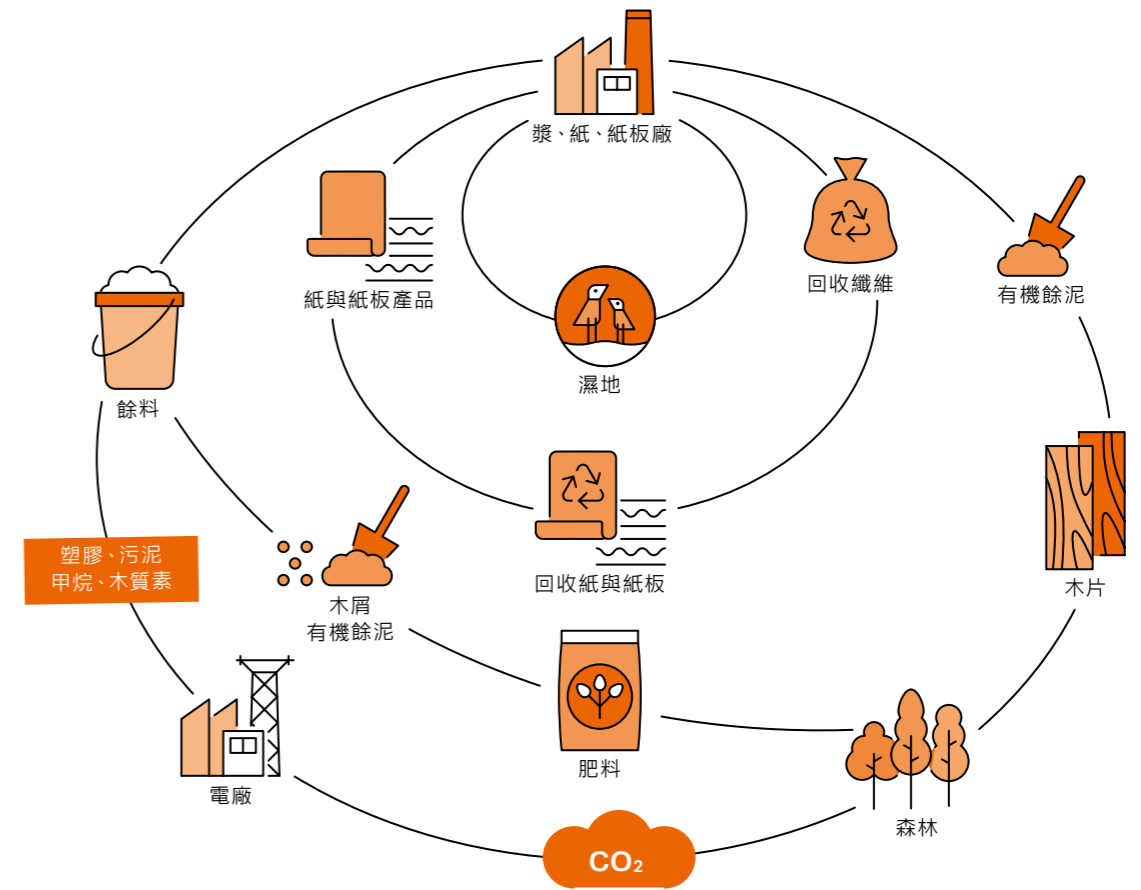 漿、紙、紙板廠
紙與紙板產品
回收纖維
有機餘泥
濕地
餘料
塑膠、污泥
甲烷、木質素
木屑
有機餘泥
回收紙與紙板
木片
肥料
電廠
森林
CO₂